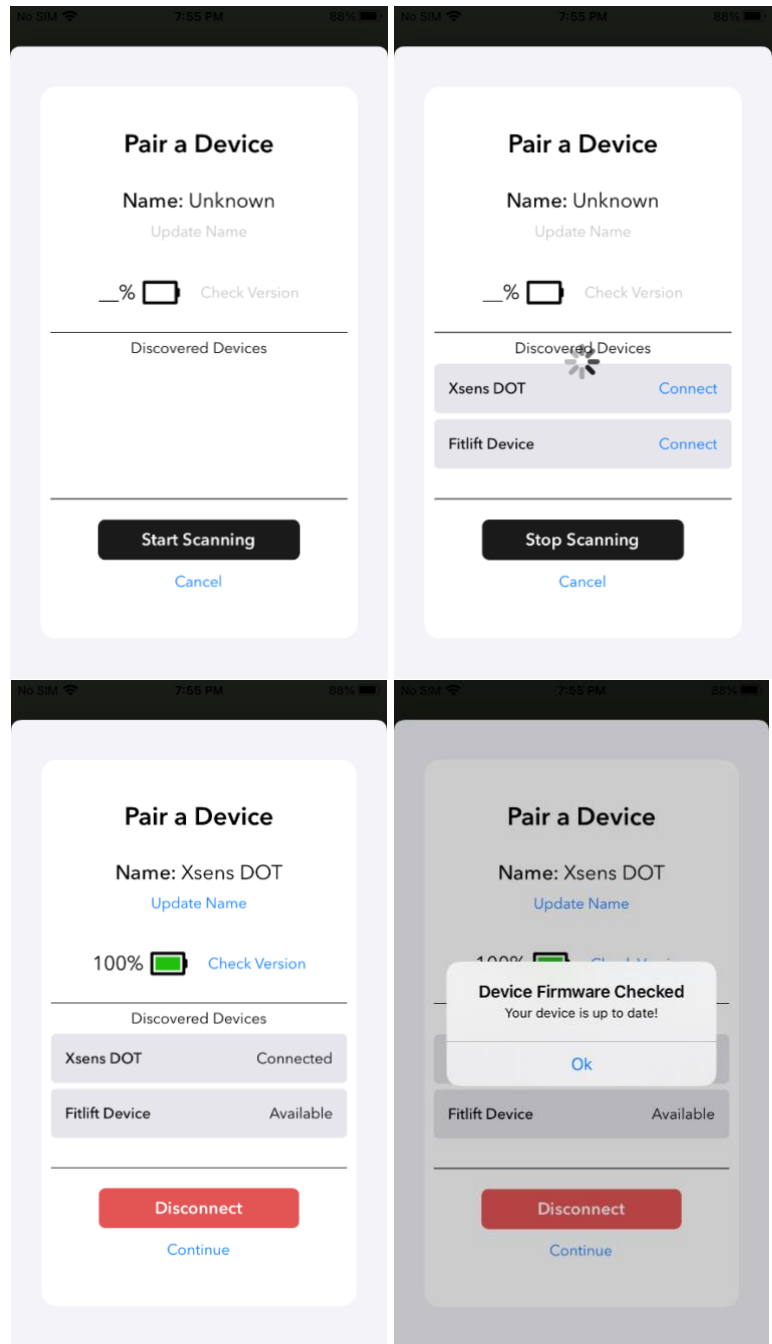 No SIM 7:55 PM 88%
Pair a Device
Name: Unknown
Update Name
__% Check Version
Discovered Devices
Start Scanning
Cancel
No SIM 7:55 PM 88%
Pair a Device
Name: Unknown
Update Name
__% Check Version
Discovered Devices
Xsens DOT Connect
Fitlift Device Connect
Stop Scanning
Cancel
No SIM 7:55 PM 88%
Pair a Device
Name: Xsens DOT
Update Name
100% Check Version
Discovered Devices
Xsens DOT Connected
Fitlift Device Available
Disconnect
Continue
No SIM 7:55 PM 88%
Pair a Device
Name: Xsens DOT
Update Name
Device Firmware Checked
Your device is up to date!
Ok
Fitlift Device Available
Disconnect
Continue